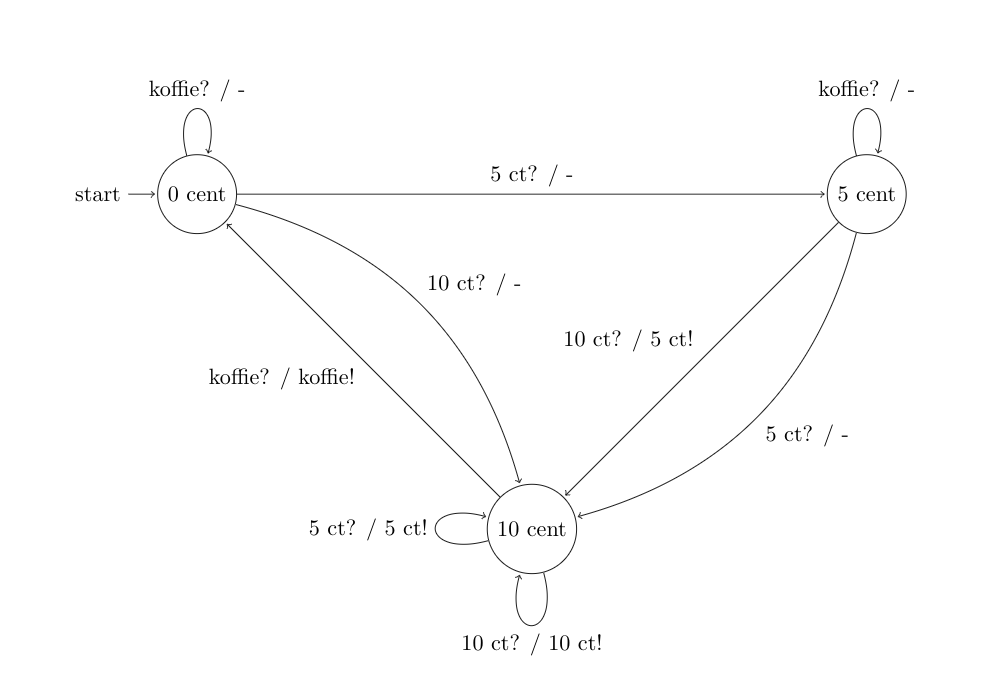 koffie? / -
koffie? / -
5 ct? / -
start
0 cent
5 cent
10 ct? / -
10 ct? / 5 ct!
koffie? / koffie!
5 ct? / -
5 ct? / 5 ct!
10 cent
10 ct? / 10 ct!